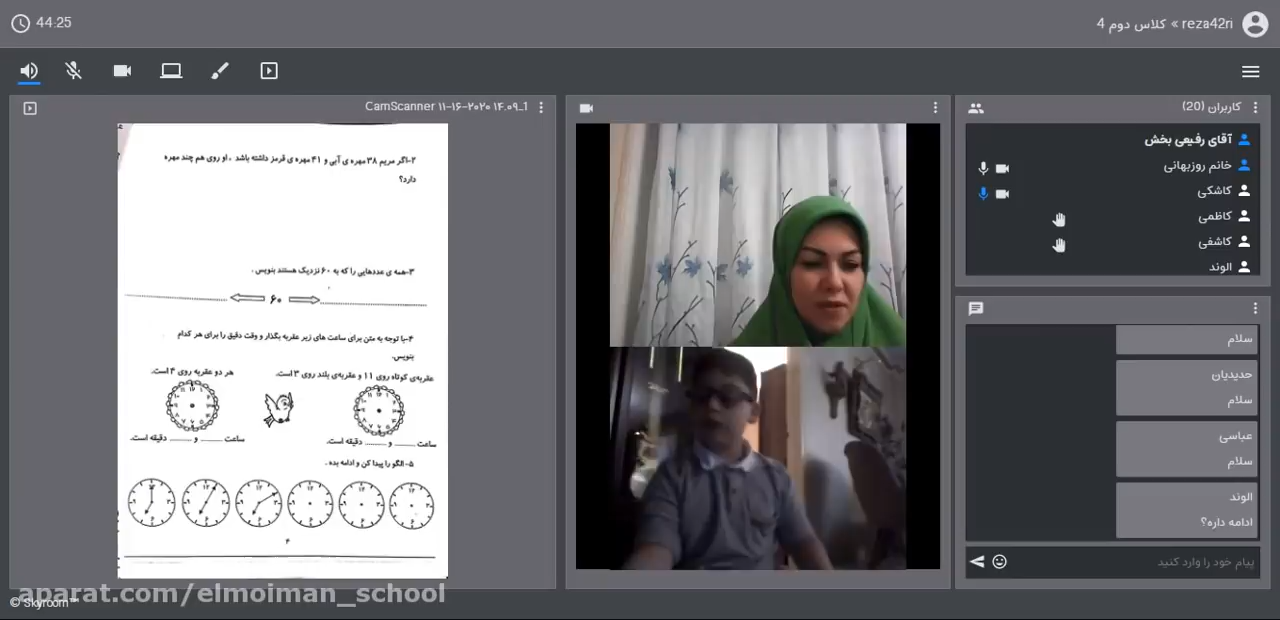 44:25
reza42ri » کلاس دوم 4
CamScanner ۱۱-۱۶-۲۰۲۰ ۱۴.۰۹_1
۲-اگر مریم ۳۸ مهره ی آبی و ۴۱ مهره ی قرمز داشته باشد ، او روی هم چند مهره
دارد؟
۳-همه ی عددهایی را که به ۶۰ نزدیک هستند بنویس .
۶۰
۴-با توجه به متن برای ساعت های زیر عقربه بگذار و وقت دقیق را برای هر کدام
بنویس.
عقربه‌ی کوتاه روی 11 و عقربه‌ی بلند روی ۳ است.
هر دو عقربه روی ۴ است.
ساعت ........ و ........ دقیقه است.
ساعت ........ و ........ دقیقه است.
۵- الگو را پیدا کن و ادامه بده .
۴
کاربران (20)
آقای رفیعی بخش
خانم روزبهانی
کاشکی
کاظمی
کاشفی
الوند
سلام
حدیدیان
سلام
عباسی
سلام
الوند
ادامه داره؟
پیام خود را وارد کنید
aparat.com/elmoiman_school
© Skyroom™